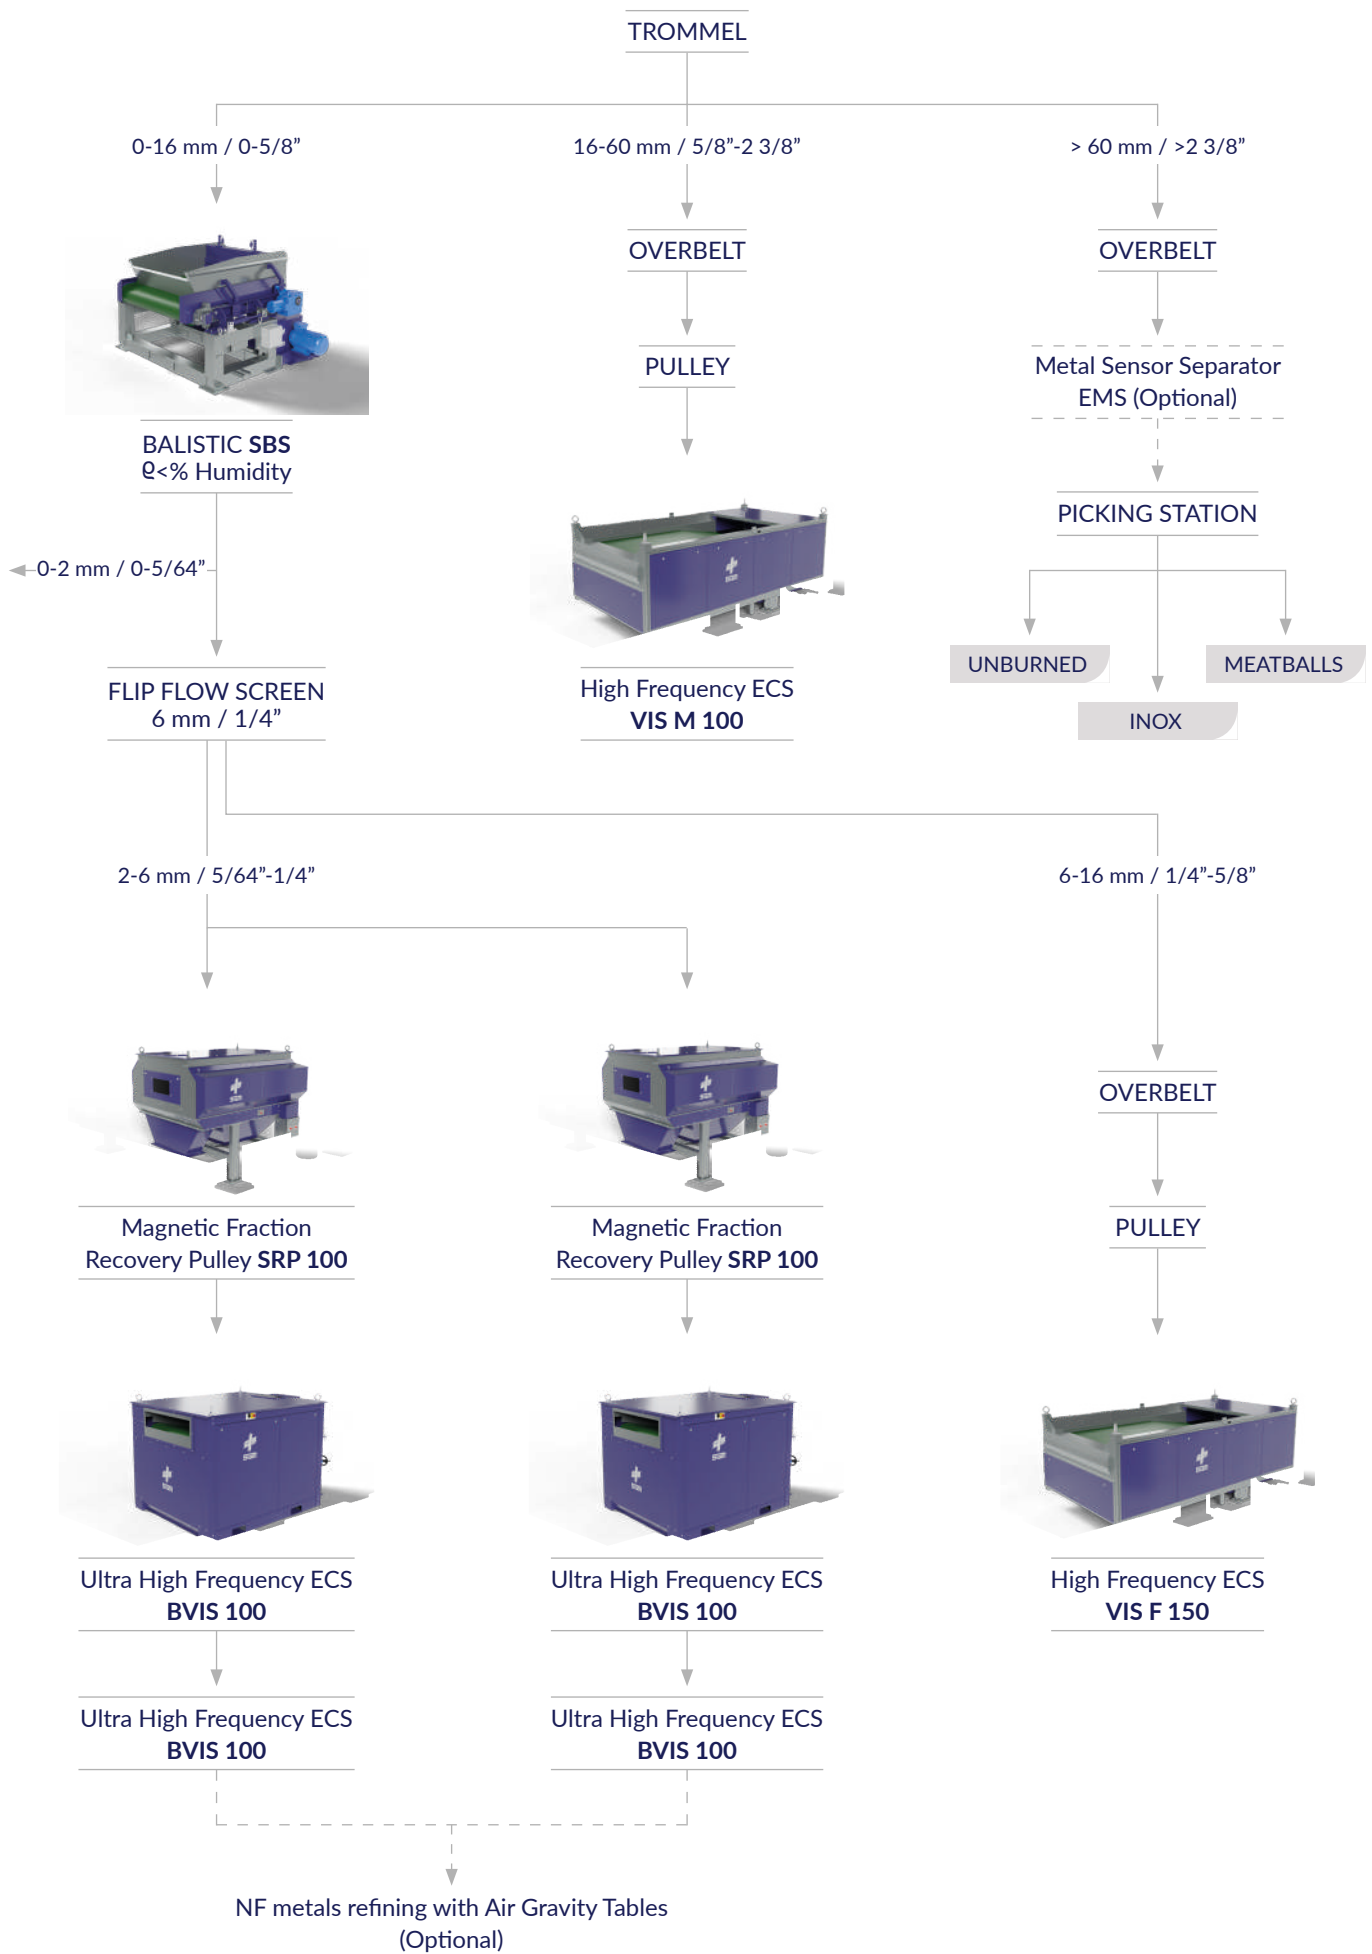 TROMMEL
0-16 mm / 0-5/8”
16-60 mm / 5/8”-2 3/8”
> 60 mm / >2 3/8”
OVERBELT
OVERBELT
PULLEY
Metal Sensor Separator
EMS (Optional)
BALISTIC SBS
<% Humidity
PICKING STATION
0-2 mm / 0-5/64”
UNBURNED
MEATBALLS
INOX
FLIP FLOW SCREEN
6 mm / 1/4”
High Frequency ECS
VIS M 100
2-6 mm / 5/64”-1/4”
6-16 mm / 1/4”-5/8”
OVERBELT
Magnetic Fraction
Recovery Pulley SRP 100
Magnetic Fraction
Recovery Pulley SRP 100
PULLEY
Ultra High Frequency ECS
BVIS 100
Ultra High Frequency ECS
BVIS 100
High Frequency ECS
VIS F 150
Ultra High Frequency ECS
BVIS 100
Ultra High Frequency ECS
BVIS 100
NF metals refining with Air Gravity Tables
(Optional)